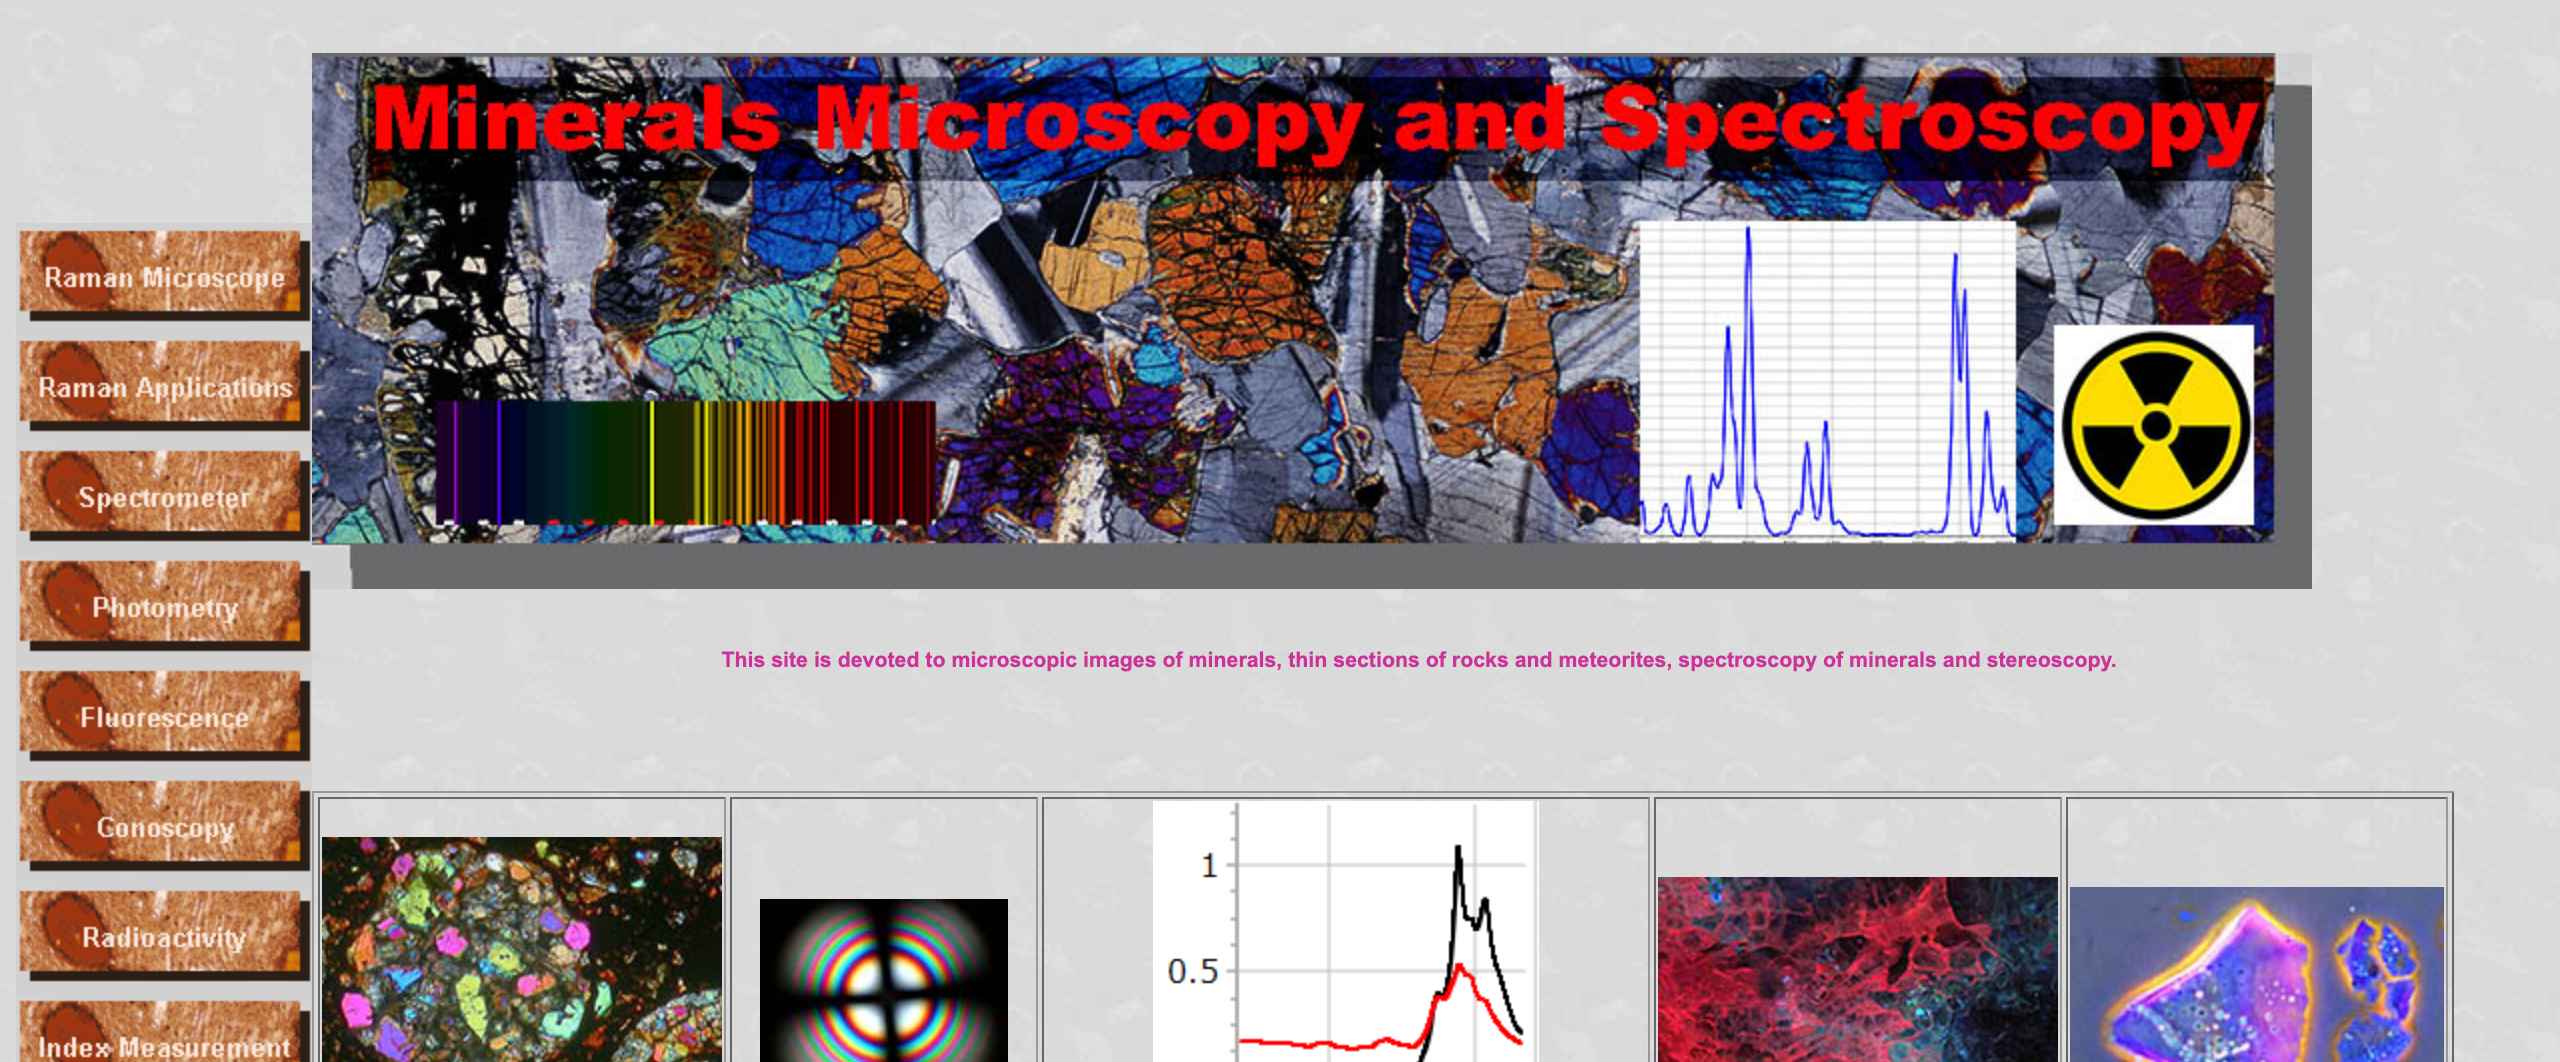 Minerals Microscopy and Spectroscopy
Raman Microscope
Raman Applications
Spectrometer
Photometry
Fluorescence
Conoscopy
Radioactivity
Index Measurement
This site is devoted to microscopic images of minerals, thin sections of rocks and meteorites, spectroscopy of minerals and stereoscopy.
1
0.5